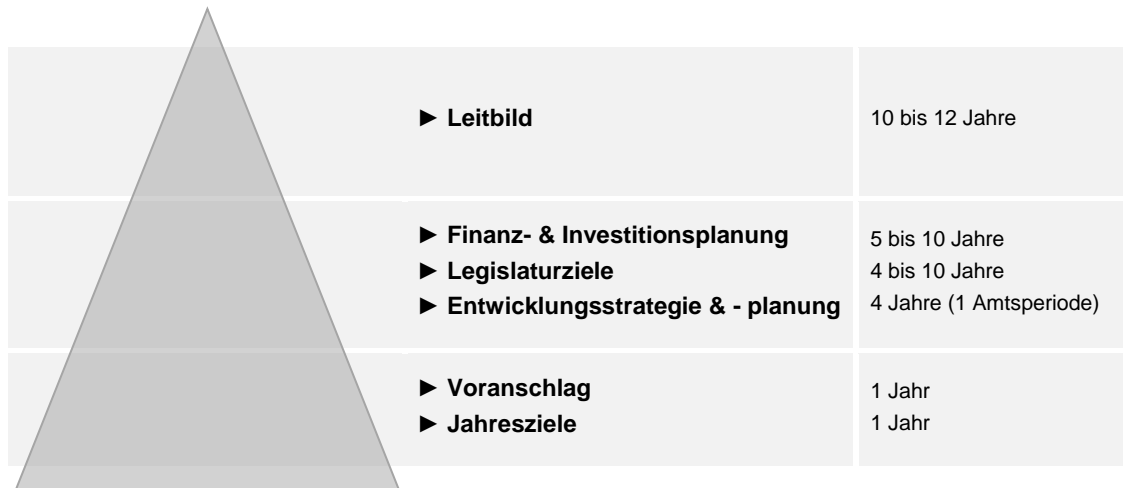 ► Leitbild
10 bis 12 Jahre
► Finanz- & Investitionsplanung
5 bis 10 Jahre
► Legislaturziele
4 bis 10 Jahre
► Entwicklungsstrategie & - planung
4 Jahre (1 Amtsperiode)
► Voranschlag
1 Jahr
► Jahresziele
1 Jahr